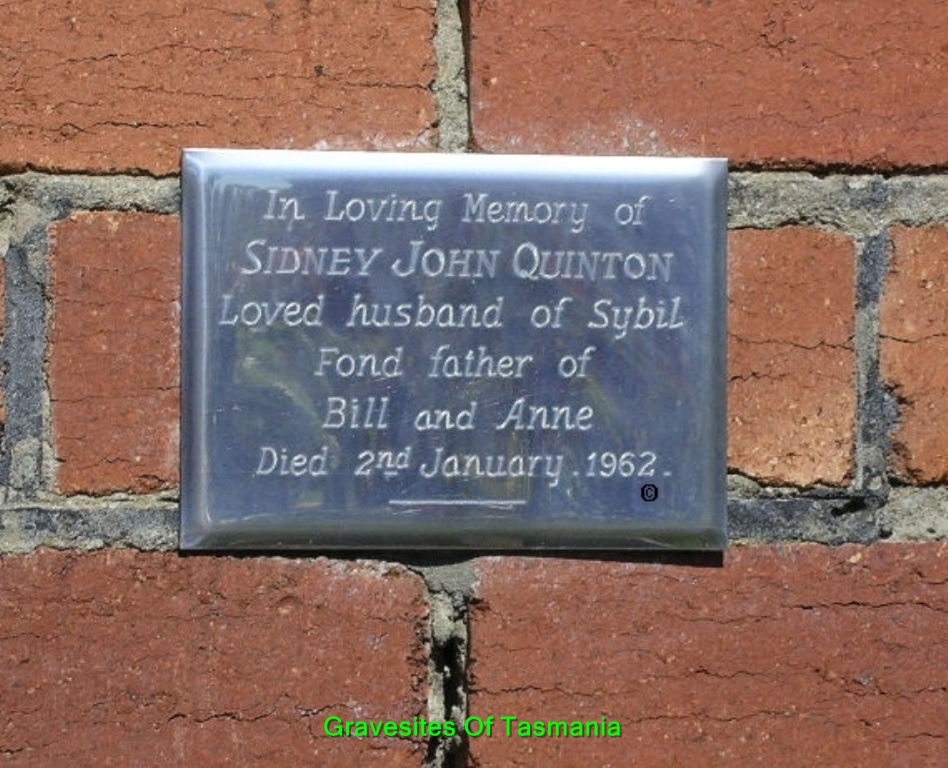 In Loving Memory of
SIDNEY JOHN QUINTON
Loved husband of Sybil
Fond father of
Bill and Anne
Died 2nd January.1962.
©
Gravesites Of Tasmania